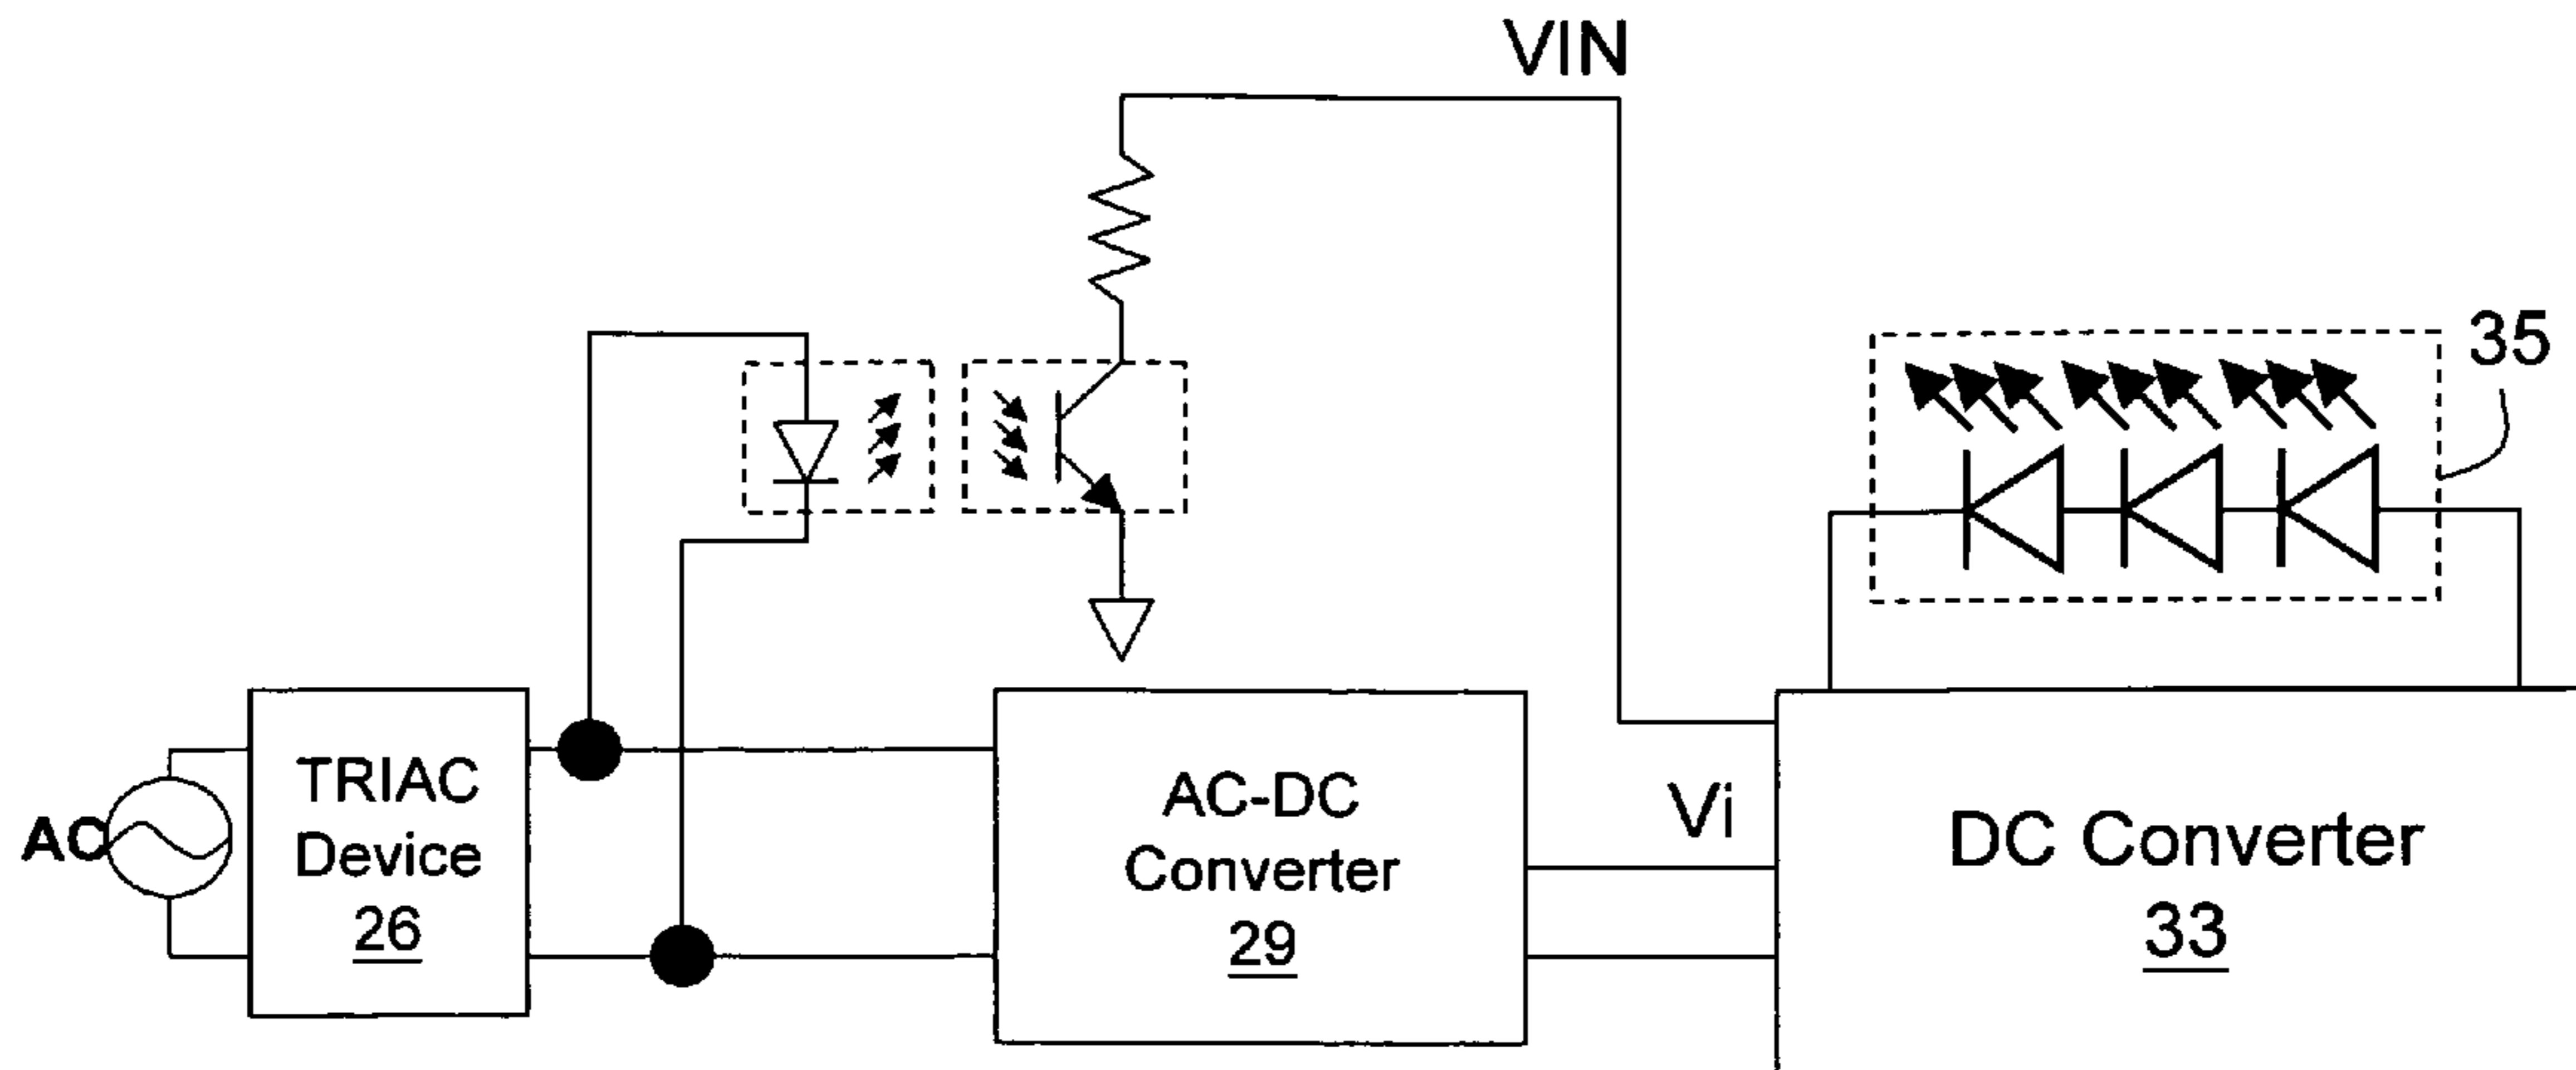 VIN
35
AC
TRIAC
Device
26
AC-DC
Converter
29
Vi
DC Converter
33